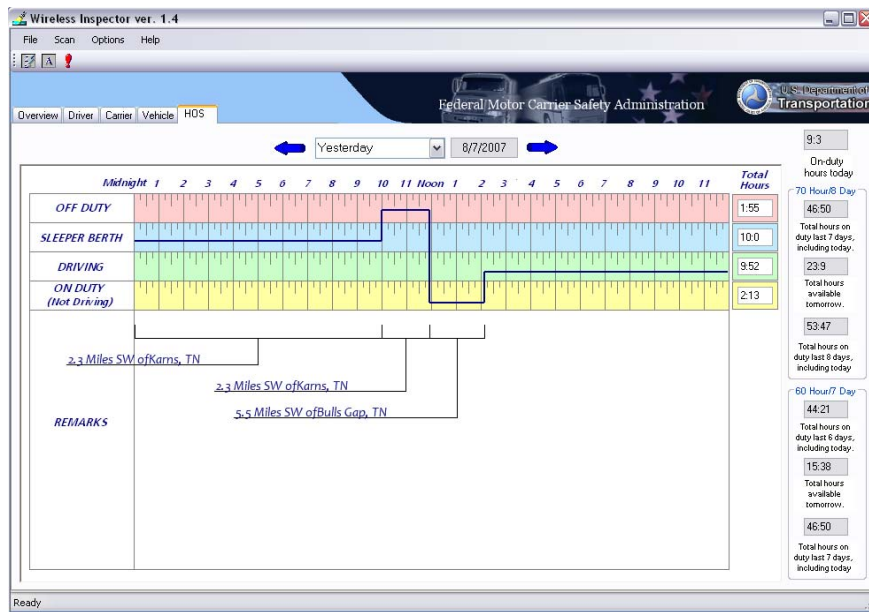 Wireless Inspector ver. 1.4
File Scan Options Help
A
Federal Motor Carrier Safety Administration
U.S. Department of
Transportation
Overview Driver Carrier Vehicle HOS
Yesterday 8/7/2007
Midnight 1 2 3 4 5 6 7 8 9 10 11 Noon 1 2 3 4 5 6 7 8 9 10 11
Total
Hours
OFF DUTY 1:55
SLEEPER BERTH 10:0
DRIVING 9:52
ON DUTY
(Not Driving) 2:13
2.3 Miles SW ofKarns, TN
2.3 Miles SW ofKarns, TN
5.5 Miles SW ofBulls Gap, TN
REMARKS
9:3
On-duty
hours today
70 Hour/8 Day
46:50
Total hours on
duty last 7 days,
including today.
23:9
Total hours
available
tomorrow.
53:47
Total hours on
duty last 8 days,
including today
60 Hour/7 Day
44:21
Total hours on
duty last 6 days,
including today.
15:38
Total hours
available
tomorrow.
46:50
Total hours on
duty last 7 days,
including today
Ready